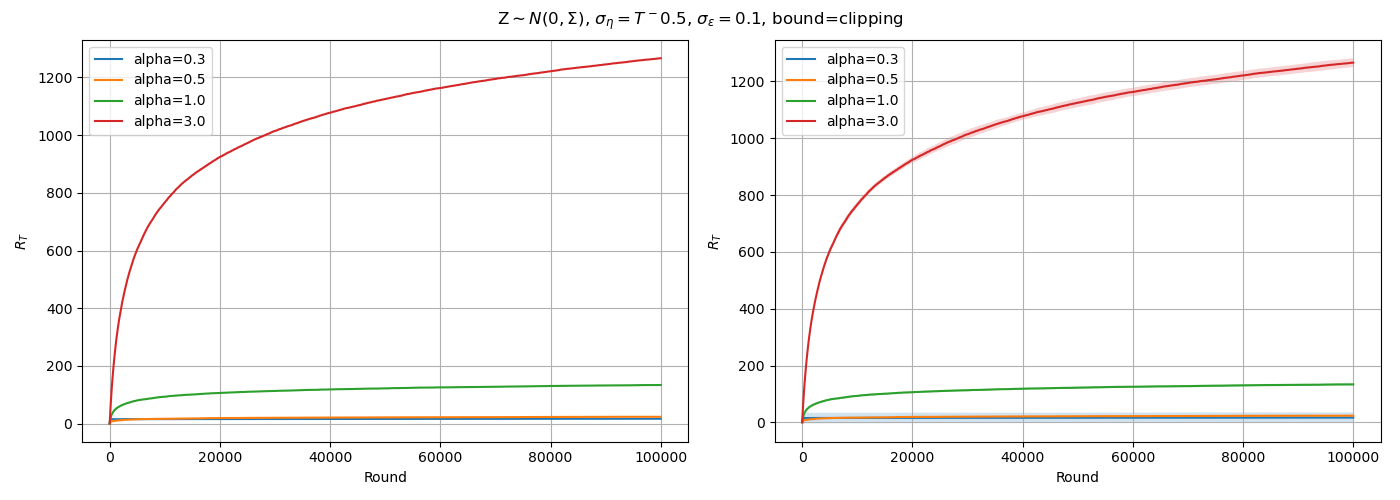 Z ~ N(0, Σ), σ_η = T⁻0.5, σ_ε = 0.1, bound=clipping
alpha=0.3
alpha=0.5
alpha=1.0
alpha=3.0
1200
1000
800
600
400
200
0
R_T
0 20000 40000 60000 80000 100000
Round
alpha=0.3
alpha=0.5
alpha=1.0
alpha=3.0
1200
1000
800
600
400
200
0
R_T
0 20000 40000 60000 80000 100000
Round